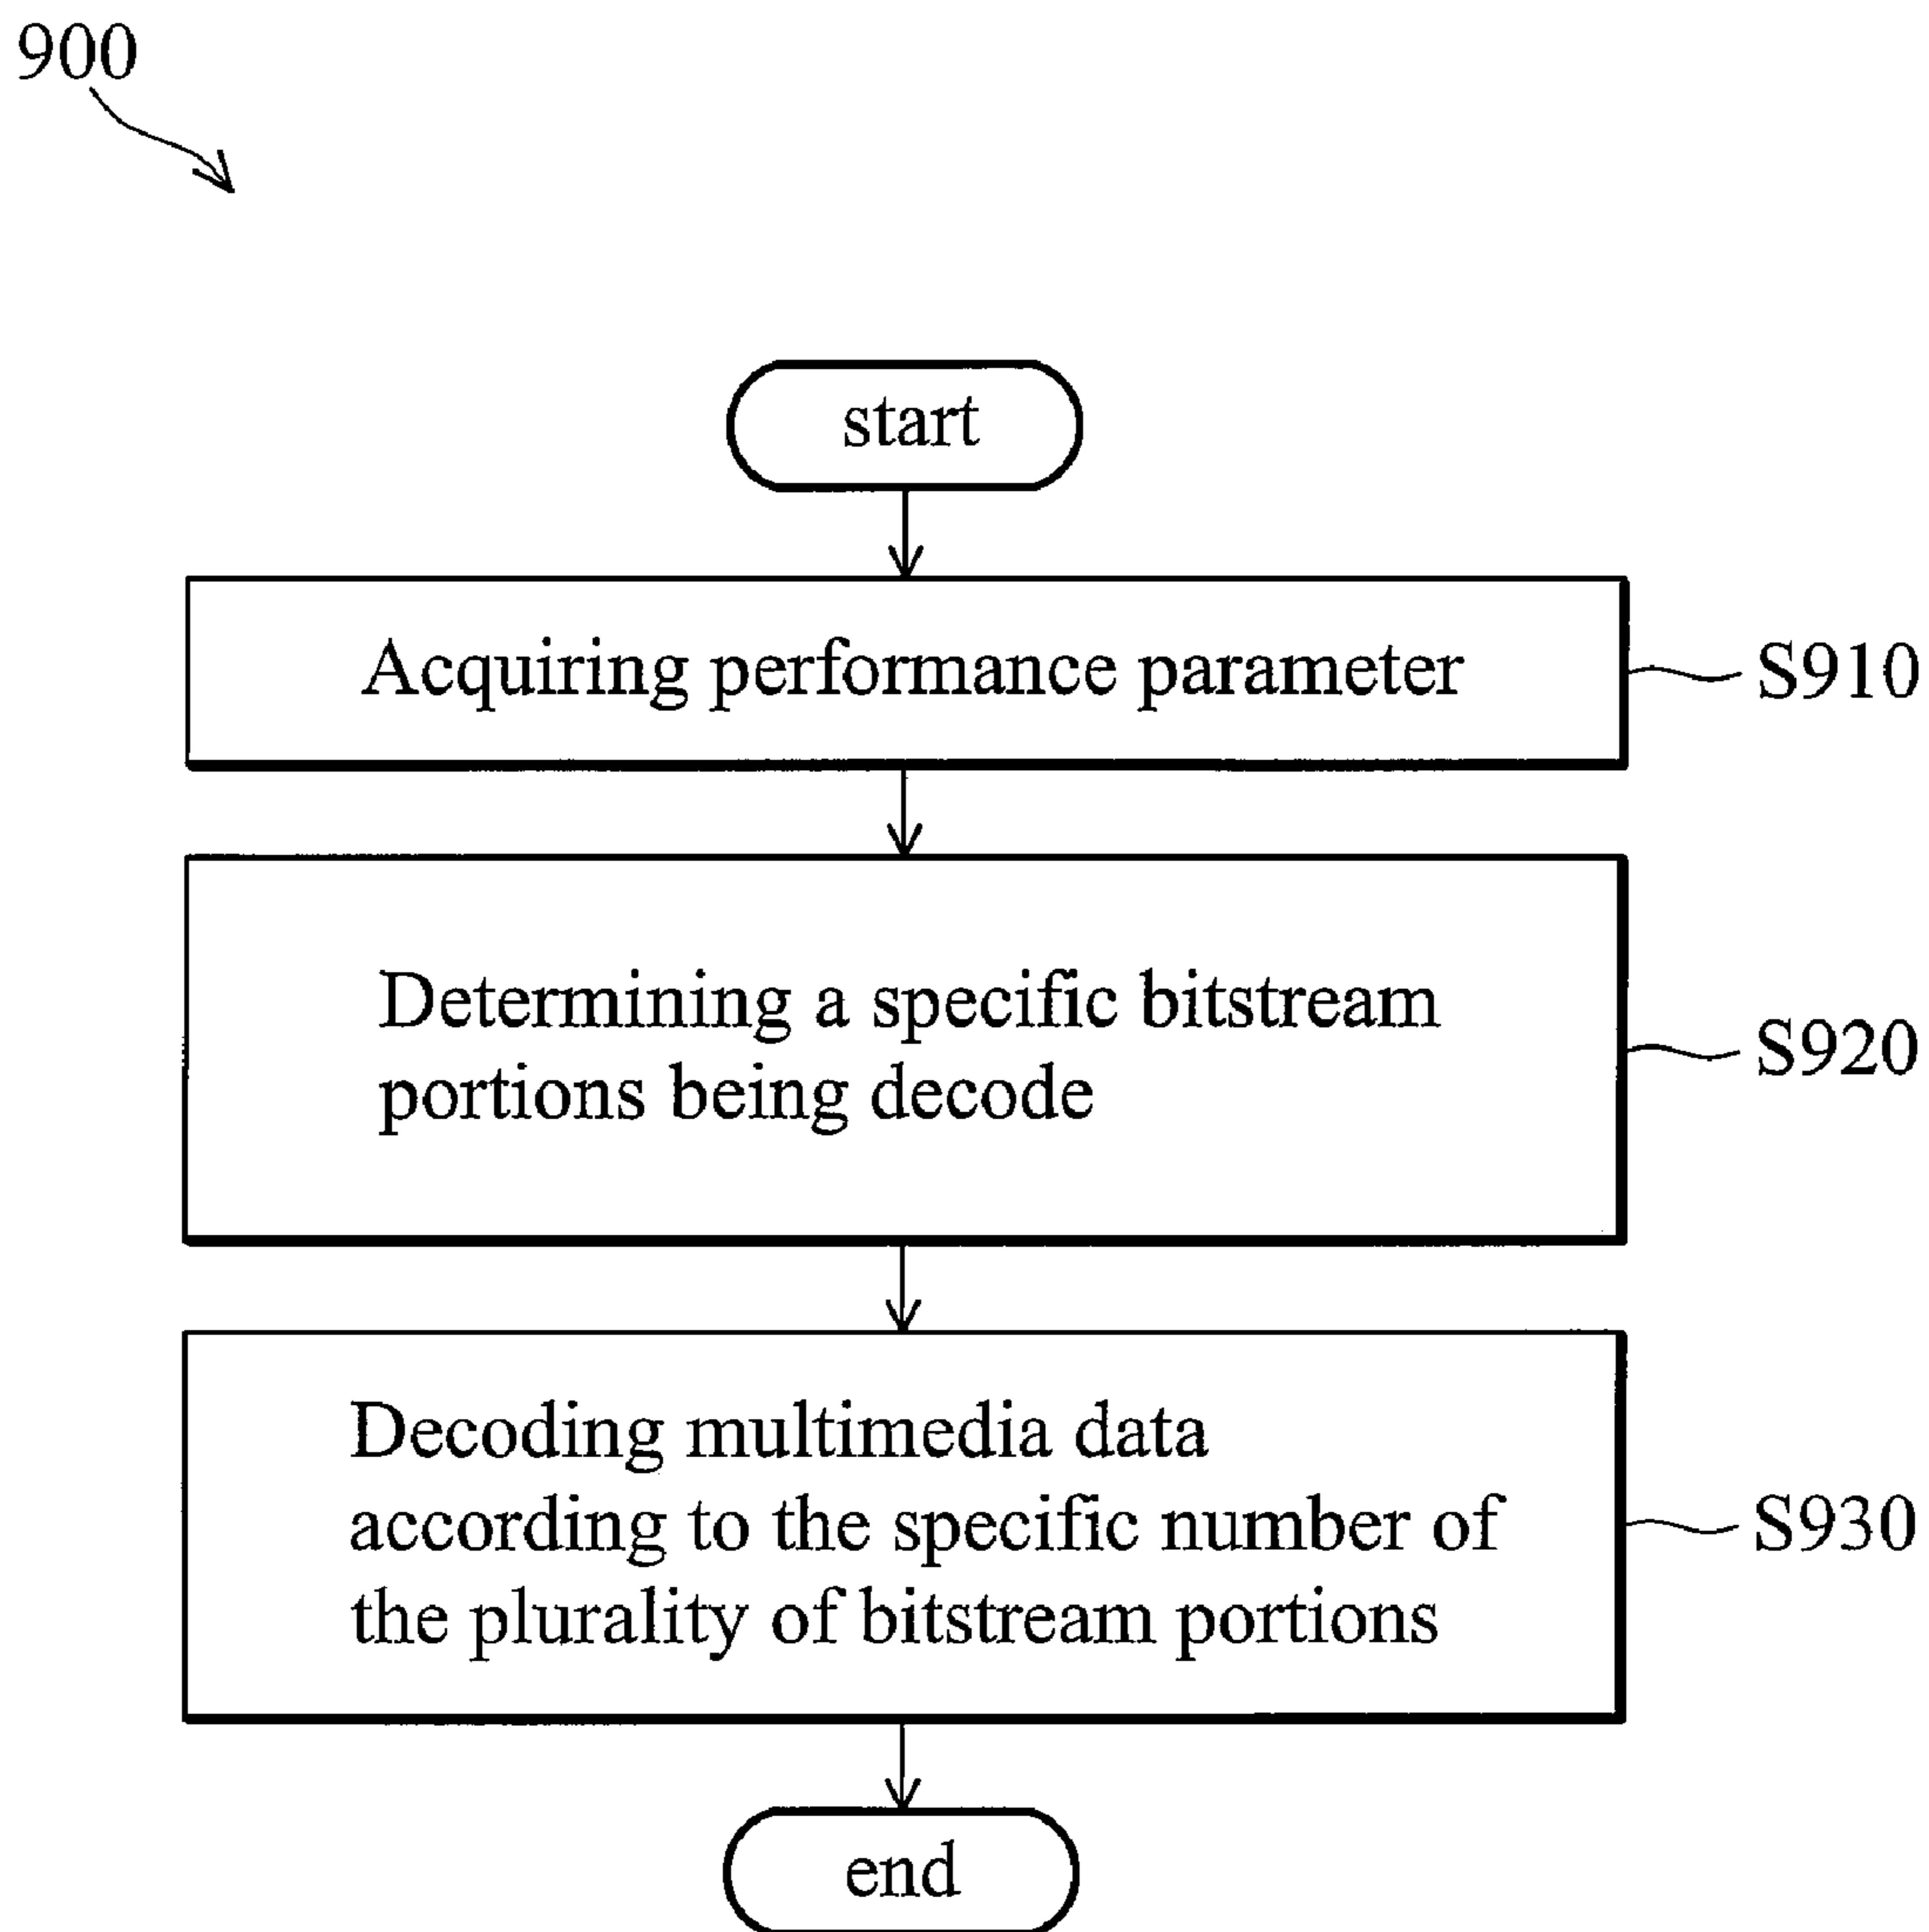 900
start
Acquiring performance parameter
S910
Determining a specific bitstream
portions being decode
S920
Decoding multimedia data
according to the specific number of
the plurality of bitstream portions
S930
end